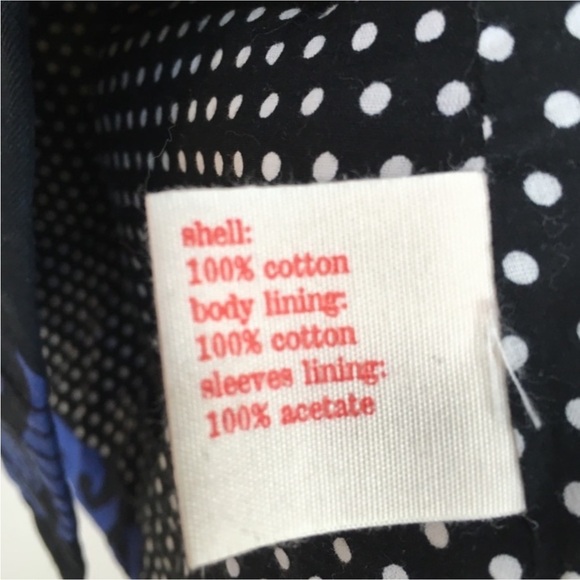 shell:
100% cotton
body lining:
100% cotton
sleeves lining:
100% acetate